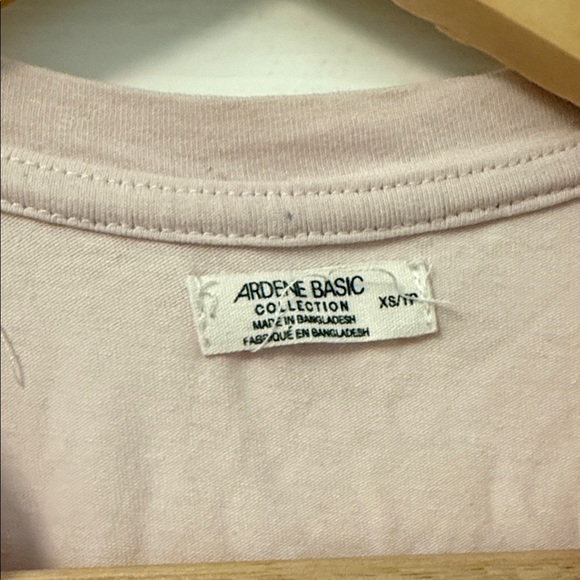 ARDENE BASIC
COLLECTION XS/TP
MADE IN BANGLADESH
FABRIQUÉ EN BANGLADESH